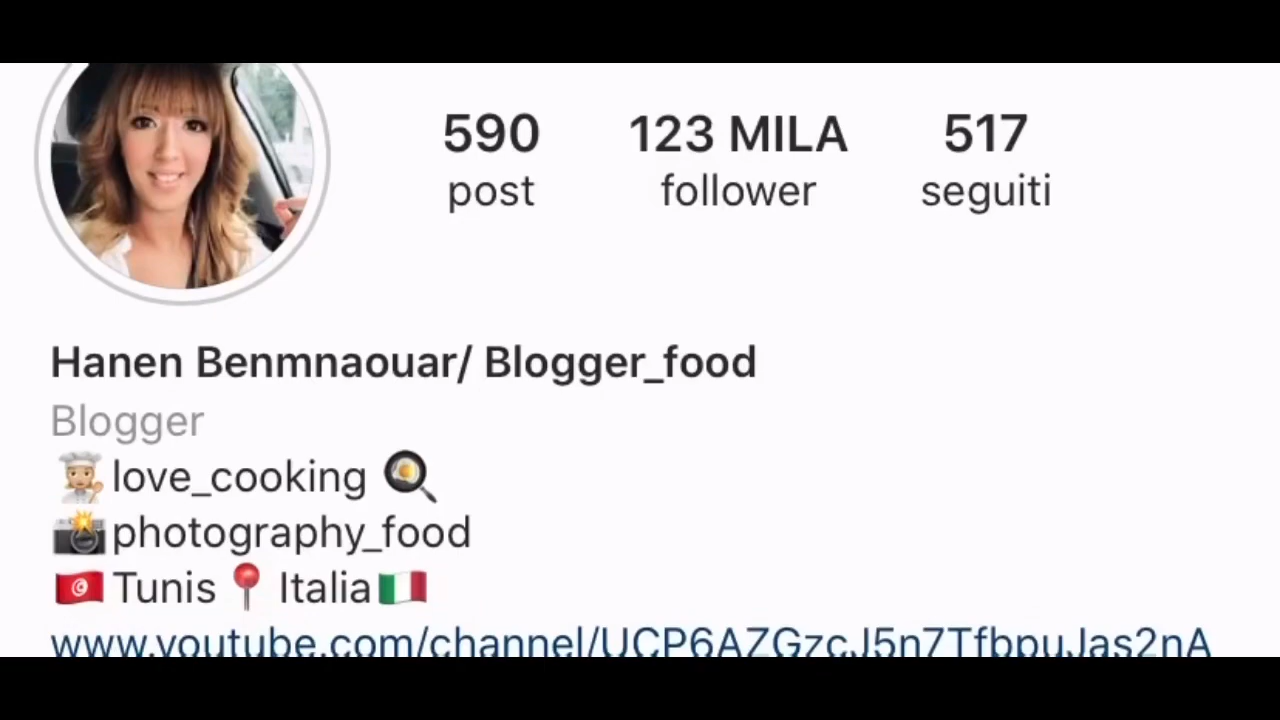 590 123 MILA 517
post follower seguiti
Hanen Benmnaouar/ Blogger_food
Blogger
love_cooking
photography_food
Tunis Italia
www.youtube.com/channel/UCP6AZGzcJ5n7TfbpuJas2nA